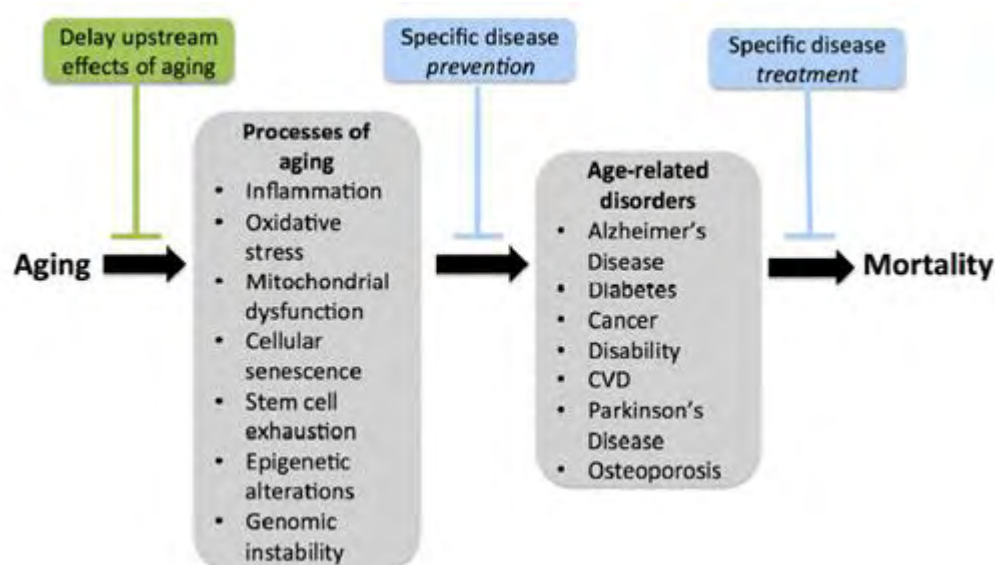 Delay upstream
effects of aging
Specific disease
prevention
Specific disease
treatment
Aging
Processes of
aging
• Inflammation
• Oxidative
stress
• Mitochondrial
dysfunction
• Cellular
senescence
• Stem cell
exhaustion
• Epigenetic
alterations
• Genomic
instability
Age-related
disorders
• Alzheimer's
Disease
• Diabetes
• Cancer
• Disability
• CVD
• Parkinson's
Disease
• Osteoporosis
Mortality